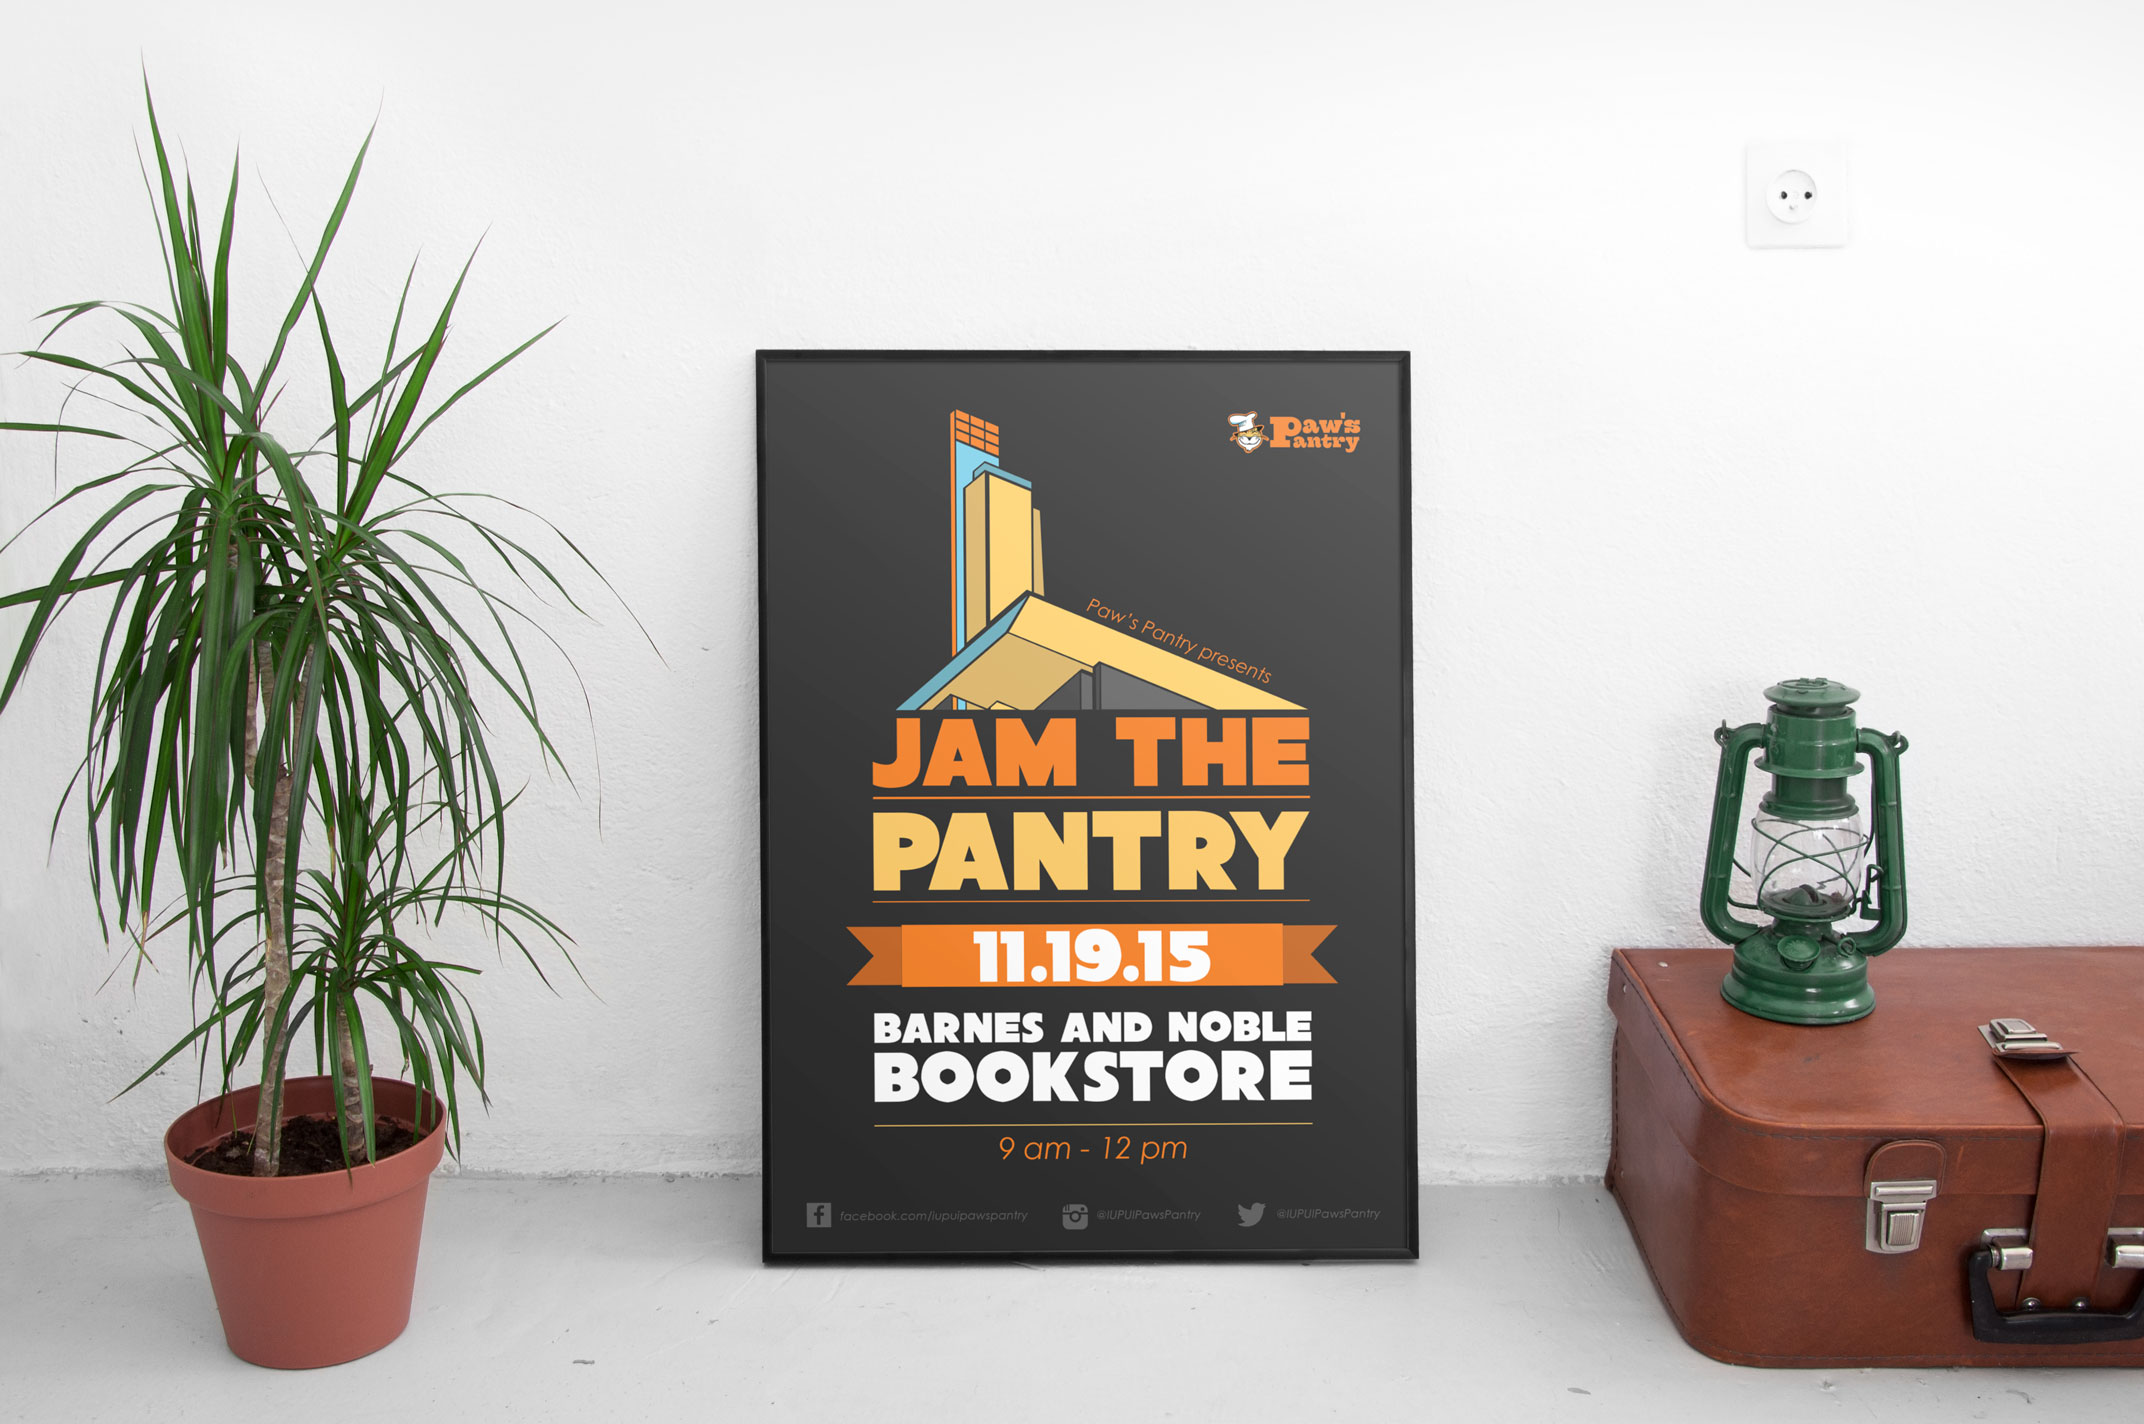 Paw's
Pantry
Paw's Pantry presents
JAM THE
PANTRY
11.19.15
BARNES AND NOBLE
BOOKSTORE
9 am - 12 pm
facebook.com/iupuipawspantry
@IUPUIPawsPantry
@IUPUIPawsPantry